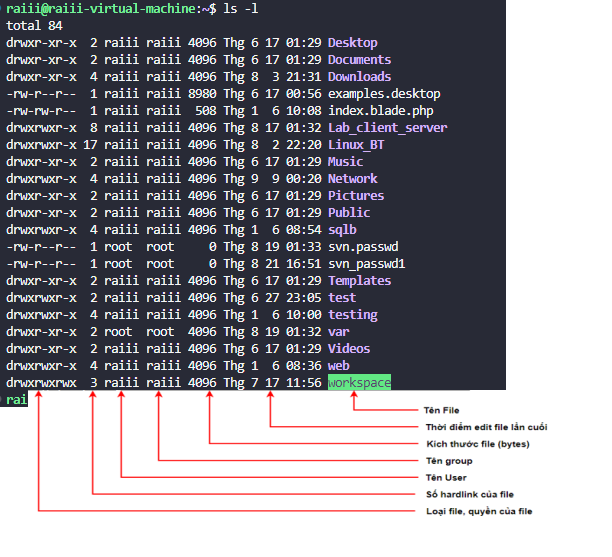 raiii@raiii-virtual-machine:~$ ls -l
total 84
drwxr-xr-x 2 raiii raiii 4096 Thg 6 17 01:29 Desktop
drwxr-xr-x 2 raiii raiii 4096 Thg 6 17 01:29 Documents
drwxr-xr-x 4 raiii raiii 4096 Thg 8 3 21:31 Downloads
-rw-r--r-- 1 raiii raiii 8980 Thg 6 17 00:56 examples.desktop
-rw-rw-r-- 1 raiii raiii 508 Thg 1 6 10:08 index.blade.php
drwxrwxr-x 8 raiii raiii 4096 Thg 8 17 01:32 Lab_client_server
drwxrwxr-x 17 raiii raiii 4096 Thg 8 2 22:20 Linux_BT
drwxr-xr-x 2 raiii raiii 4096 Thg 6 17 01:29 Music
drwxrwxr-x 4 raiii raiii 4096 Thg 9 9 00:20 Network
drwxr-xr-x 2 raiii raiii 4096 Thg 6 17 01:29 Pictures
drwxr-xr-x 2 raiii raiii 4096 Thg 6 17 01:29 Public
drwxrwxr-x 4 raiii raiii 4096 Thg 1 6 08:54 sqlb
-rw-r--r-- 1 root root 0 Thg 8 19 01:33 svn.passwd
-rw-r--r-- 1 root root 0 Thg 8 21 16:51 svn_passwd1
drwxr-xr-x 2 raiii raiii 4096 Thg 6 17 01:29 Templates
drwxrwxr-x 2 raiii raiii 4096 Thg 6 27 23:05 test
drwxrwxr-x 4 raiii raiii 4096 Thg 1 6 10:00 testing
drwxr-xr-x 2 root root 4096 Thg 8 19 01:32 var
drwxr-xr-x 2 raiii raiii 4096 Thg 6 17 01:29 Videos
drwxrwxr-x 4 raiii raiii 4096 Thg 1 6 08:36 web
drwxrwxrwx 3 raiii raiii 4096 Thg 7 17 11:56 workspace
rai
Tên File
Thời điểm edit file lần cuối
Kích thước file (bytes)
Tên group
Tên User
Số hardlink của file
Loại file, quyền của file